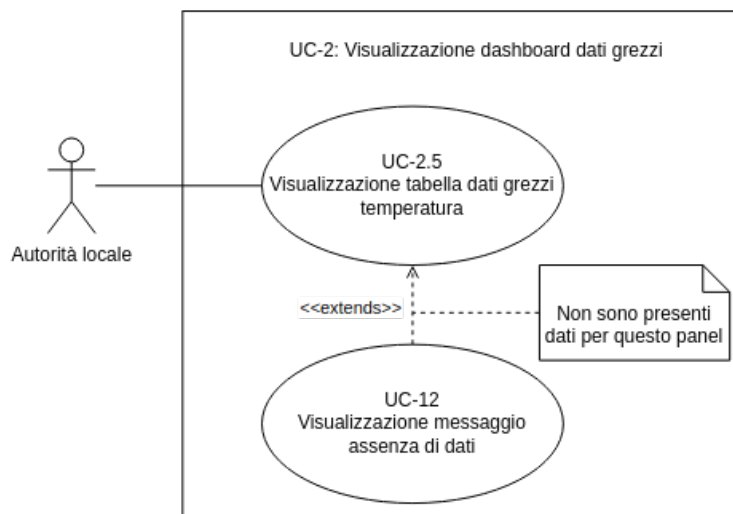 UC-2: Visualizzazione dashboard dati grezzi
UC-2.5
Visualizzazione tabella dati grezzi
temperatura
Autorità locale
<<extends>>
Non sono presenti
dati per questo panel
UC-12
Visualizzazione messaggio
assenza di dati